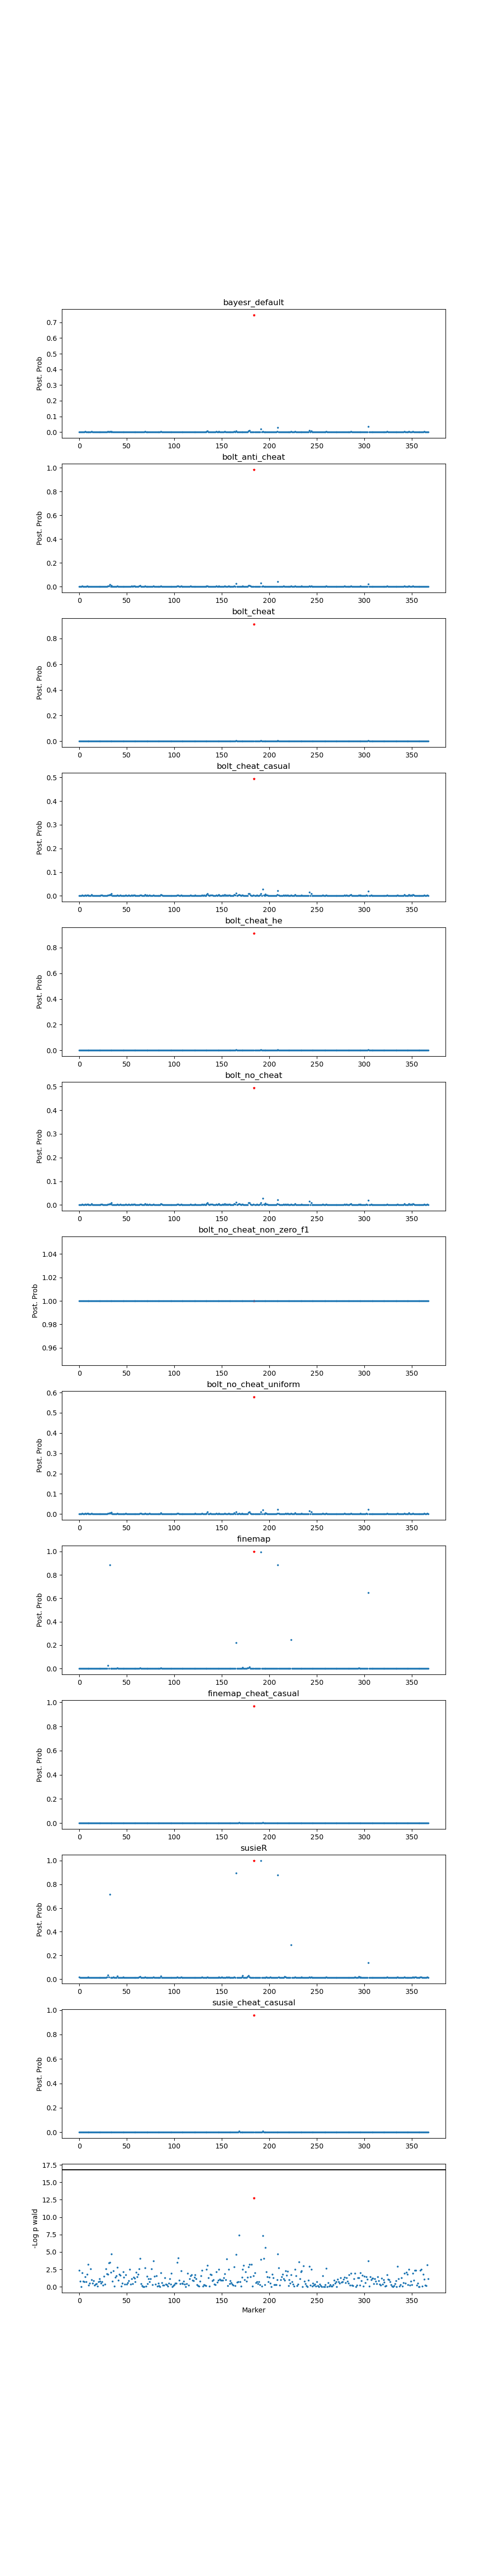 bayesr_default
0.7
0.6
0.5
0.4
0.3
0.2
0.1
0.0
Post. Prob
0 50 100 150 200 250 300 350
bolt_anti_cheat
1.0
0.8
0.6
0.4
0.2
0.0
Post. Prob
0 50 100 150 200 250 300 350
bolt_cheat
0.8
0.6
0.4
0.2
0.0
Post. Prob
0 50 100 150 200 250 300 350
bolt_cheat_casual
0.5
0.4
0.3
0.2
0.1
0.0
Post. Prob
0 50 100 150 200 250 300 350
bolt_cheat_he
0.8
0.6
0.4
0.2
0.0
Post. Prob
0 50 100 150 200 250 300 350
bolt_no_cheat
0.5
0.4
0.3
0.2
0.1
0.0
Post. Prob
0 50 100 150 200 250 300 350
bolt_no_cheat_non_zero_f1
1.04
1.02
1.00
0.98
0.96
Post. Prob
0 50 100 150 200 250 300 350
bolt_no_cheat_uniform
0.6
0.5
0.4
0.3
0.2
0.1
0.0
Post. Prob
0 50 100 150 200 250 300 350
finemap
1.0
0.8
0.6
0.4
0.2
0.0
Post. Prob
0 50 100 150 200 250 300 350
finemap_cheat_casual
1.0
0.8
0.6
0.4
0.2
0.0
Post. Prob
0 50 100 150 200 250 300 350
susieR
1.0
0.8
0.6
0.4
0.2
0.0
Post. Prob
0 50 100 150 200 250 300 350
susie_cheat_casusal
1.0
0.8
0.6
0.4
0.2
0.0
Post. Prob
0 50 100 150 200 250 300 350
17.5
15.0
12.5
10.0
7.5
5.0
2.5
0.0
-Log p wald
0 50 100 150 200 250 300 350
Marker